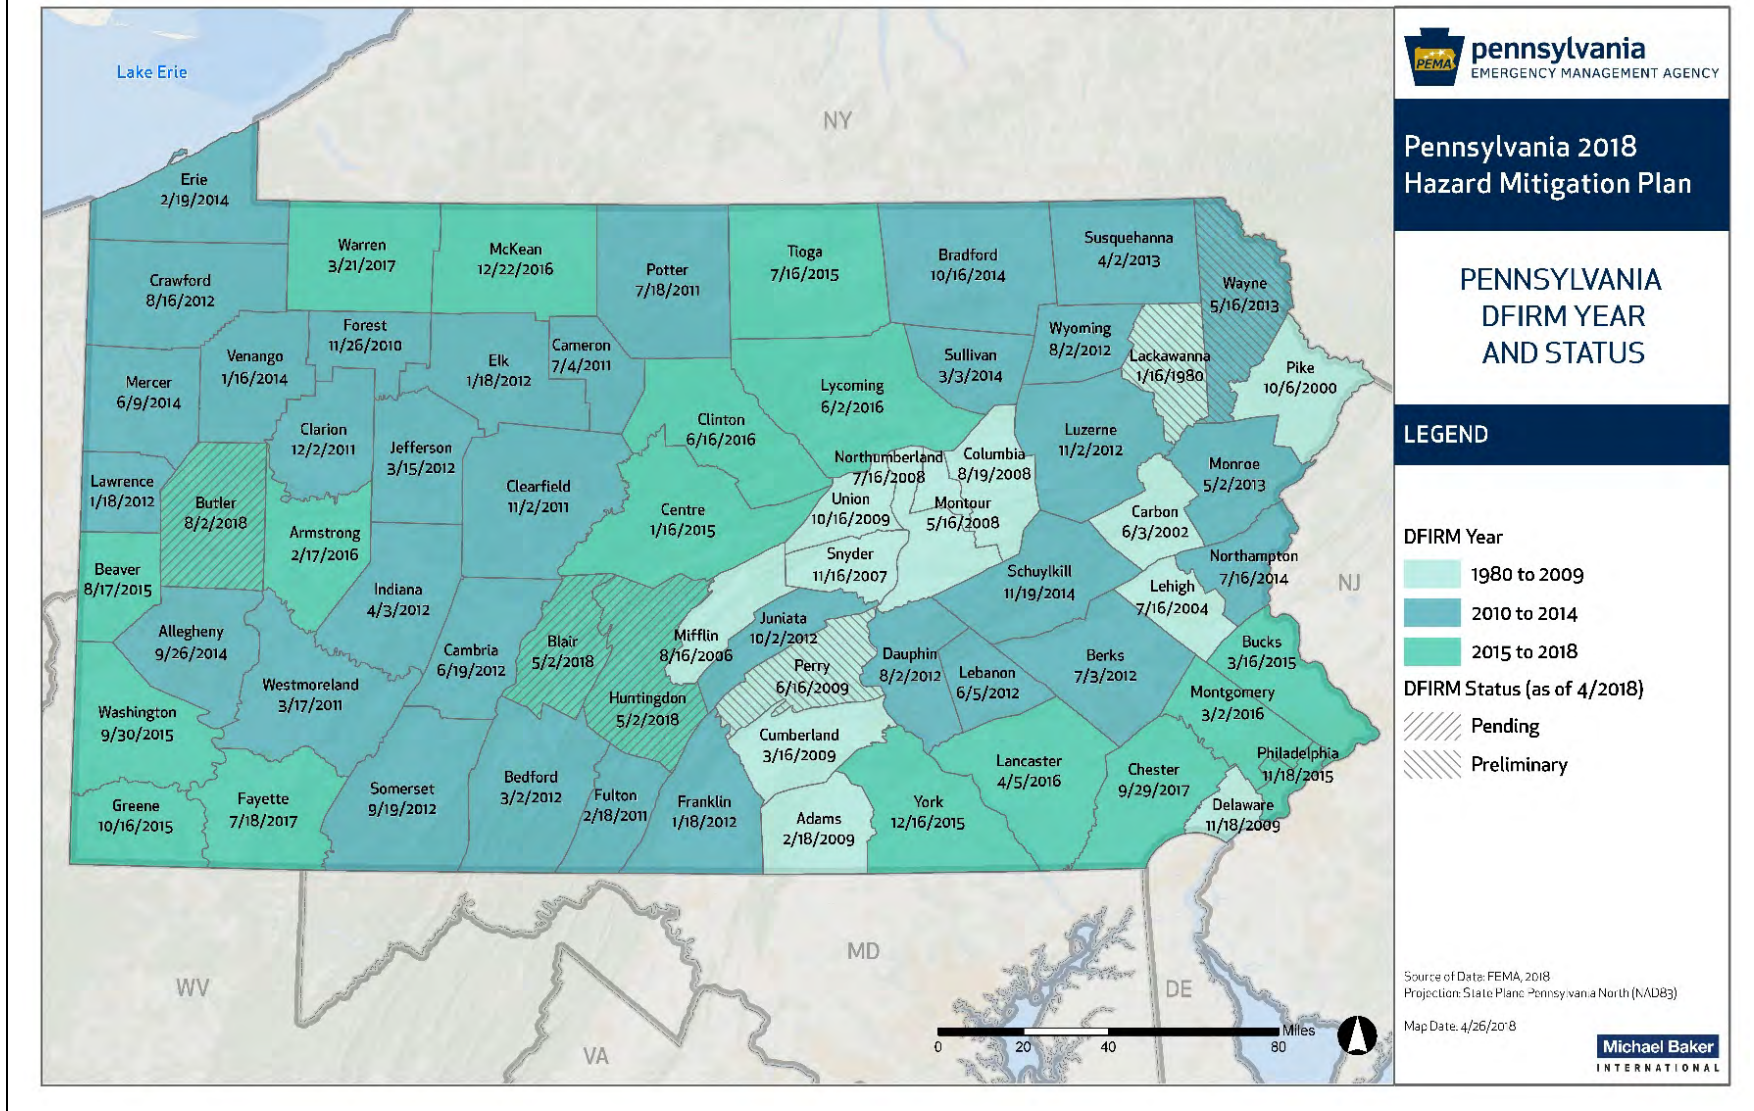 Lake Erie
NY
Erie
2/19/2014
Warren
3/21/2017
McKean
12/22/2016
Potter
7/18/2011
Tioga
7/16/2015
Bradford
10/16/2014
Susquehanna
4/2/2013
Wayne
5/16/2013
Crawford
8/16/2012
Forest
11/26/2010
Venango
1/16/2014
Elk
1/18/2012
Cameron
7/4/2011
Sullivan
3/3/2014
Wyoming
8/2/2012
Lackawanna
1/16/1980
Pike
10/6/2000
Mercer
6/9/2014
Clarion
12/2/2011
Jefferson
3/15/2012
Clinton
6/16/2016
Lycoming
6/2/2016
Luzerne
11/2/2012
Monroe
5/2/2013
Northumberland
7/16/2008
Columbia
8/19/2008
Lawrence
1/18/2012
Butler
8/2/2018
Armstrong
2/17/2016
Clearfield
11/2/2011
Centre
1/16/2015
Union
10/16/2009
Montour
5/16/2008
Carbon
6/3/2002
Northampton
7/16/2014
NJ
Beaver
8/17/2015
Indiana
4/3/2012
Snyder
11/16/2007
Schuylkill
11/19/2014
Lehigh
7/16/2004
Allegheny
9/26/2014
Cambria
6/19/2012
Blair
5/2/2018
Mifflin
8/16/2006
Juniata
10/2/2012
Perry
6/16/2009
Dauphin
8/2/2012
Lebanon
6/5/2012
Berks
7/3/2012
Bucks
3/16/2015
Westmoreland
3/17/2011
Huntingdon
5/2/2018
Montgomery
3/2/2016
Washington
9/30/2015
Cumberland
3/16/2009
Lancaster
4/5/2016
Chester
9/29/2017
Philadelphia
11/18/2015
Greene
10/16/2015
Fayette
7/18/2017
Somerset
9/19/2012
Bedford
3/2/2012
Fulton
2/18/2011
Franklin
1/18/2012
Adams
2/18/2009
York
12/16/2015
Delaware
11/18/2009
WV
VA
MD
DE
Miles
0 20 40 80
PEMA
pennsylvania
EMERGENCY MANAGEMENT AGENCY
Pennsylvania 2018
Hazard Mitigation Plan
PENNSYLVANIA
DFIRM YEAR
AND STATUS
LEGEND
DFIRM Year
1980 to 2009
2010 to 2014
2015 to 2018
DFIRM Status (as of 4/2018)
Pending
Preliminary
Source of Data: FEMA, 2018
Projection: State Plane Pennsylvania North (NAD83)
Map Date: 4/26/2018
Michael Baker
INTERNATIONAL